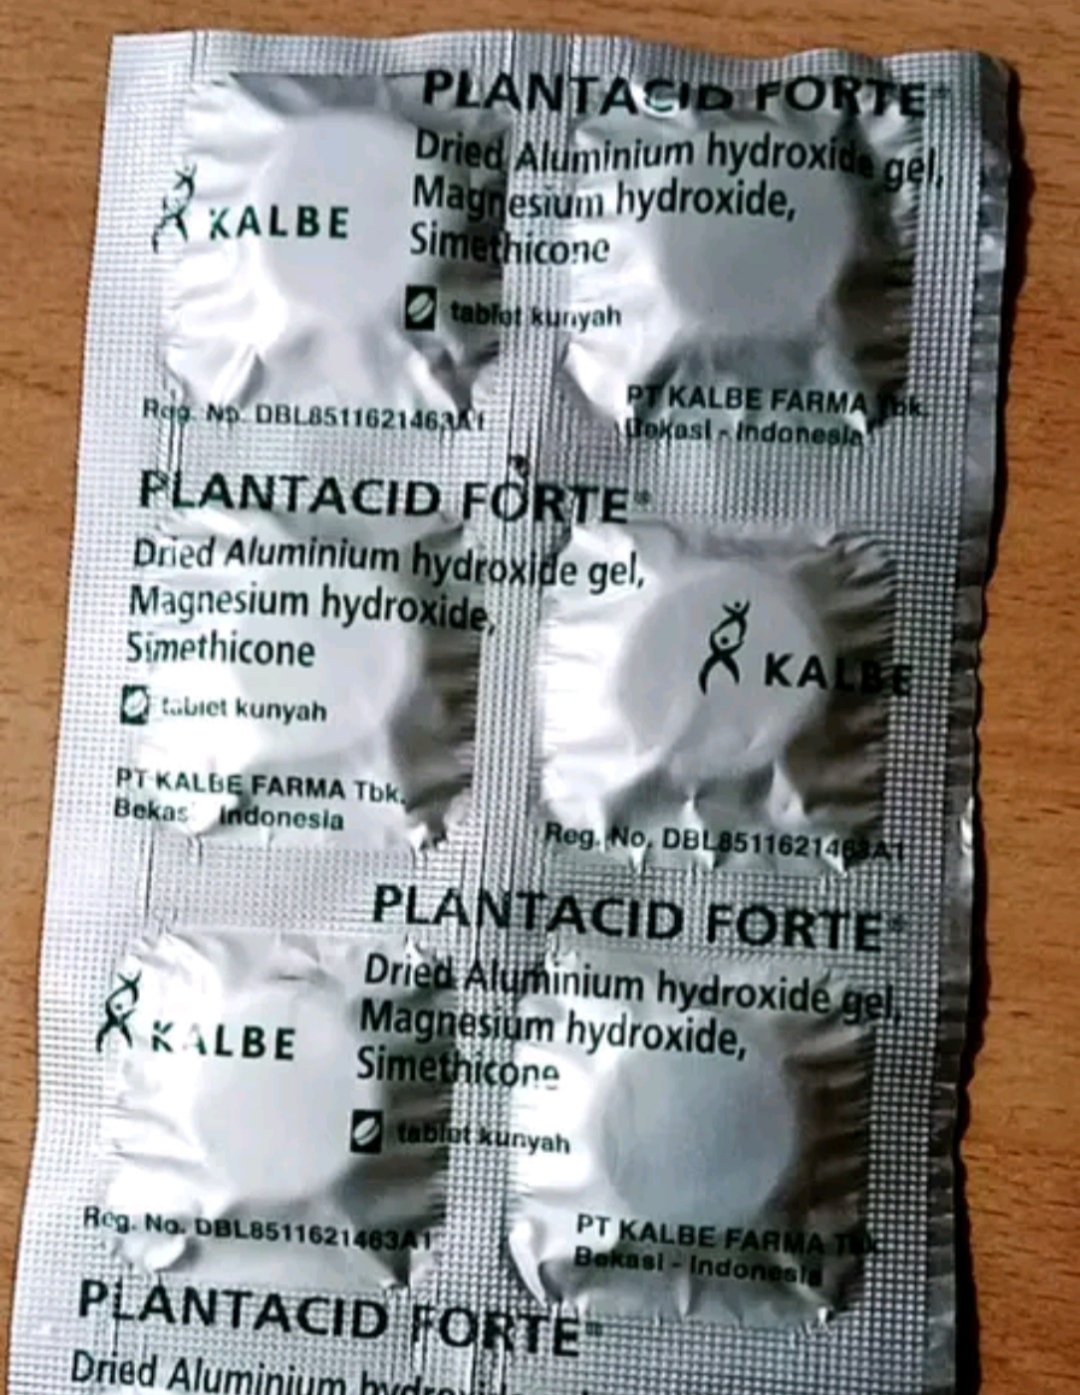 PLANTACID FORTE®
Dried Aluminium hydroxide gel,
Magnesium hydroxide,
Simethicone
KALBE
tablet kunyah
Reg. No. DBL8511621463A1
PT KALBE FARMA Tbk.
Bekasi - Indonesia
PLANTACID FORTE®
Dried Aluminium hydroxide gel,
Magnesium hydroxide,
Simethicone
tablet kunyah
KALBE
PT KALBE FARMA Tbk.
Bekasi Indonesia
Reg. No. DBL8511621463A1
PLANTACID FORTE®
Dried Aluminium hydroxide gel,
Magnesium hydroxide,
Simethicone
KALBE
tablet kunyah
Reg. No. DBL8511621463A1
PT KALBE FARMA Tbk.
Bekasi - Indonesia
PLANTACID FORTE®
Dried Aluminium hydroxide